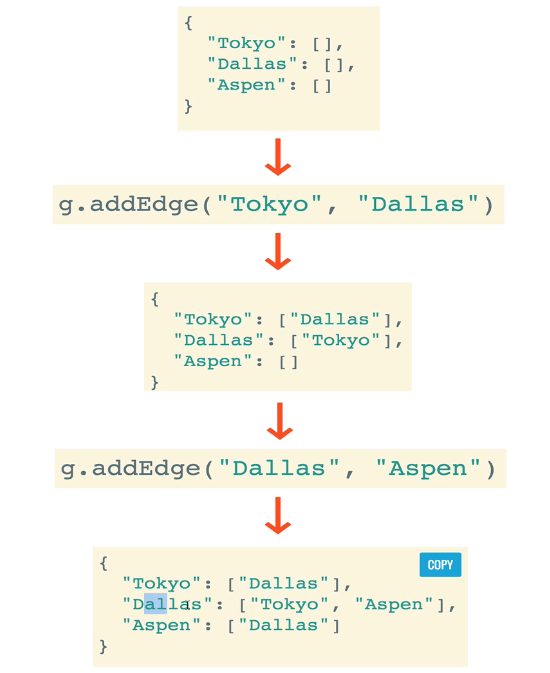 {
"Tokyo": [],
"Dallas": [],
"Aspen": []
}
g.addEdge("Tokyo", "Dallas")
{
"Tokyo": ["Dallas"],
"Dallas": ["Tokyo"],
"Aspen": []
}
g.addEdge("Dallas", "Aspen")
COPY
{
"Tokyo": ["Dallas"],
"Dallas": ["Tokyo", "Aspen"],
"Aspen": ["Dallas"]
}